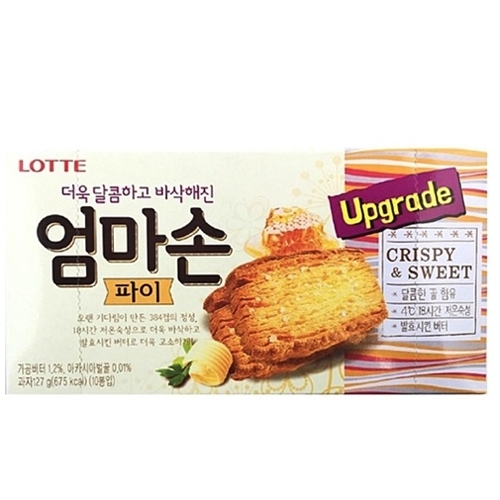 LOTTE
더욱 달콤하고 바삭해진
엄마손
파이
오랜 기다림이 만든 384겹의 정성,
18시간 저온숙성으로 더욱 바삭하고
발효시킨 버터로 더욱 고소하게!
가공버터 1.2%, 아카시아벌꿀 0.01%
과자127 g(675 kcal) (10봉입)
Upgrade
CRISPY
& SWEET
달콤한 꿀 함유
4℃ 18시간 저온숙성
발효시킨 버터